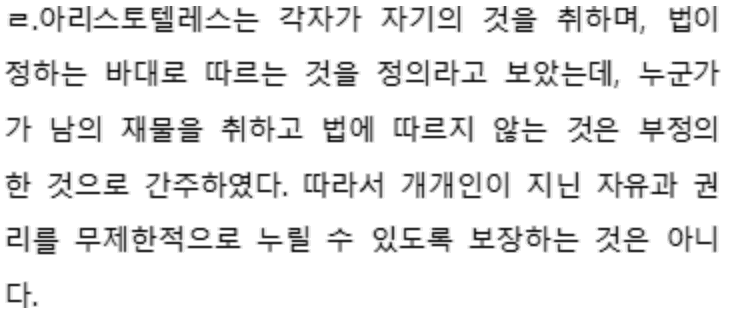 ㄹ.아리스토텔레스는 각자가 자기의 것을 취하며, 법이
정하는 바대로 따르는 것을 정의라고 보았는데, 누군가
가 남의 재물을 취하고 법에 따르지 않는 것은 부정의
한 것으로 간주하였다. 따라서 개개인이 지닌 자유과 권
리를 무제한적으로 누릴 수 있도록 보장하는 것은 아니
다.